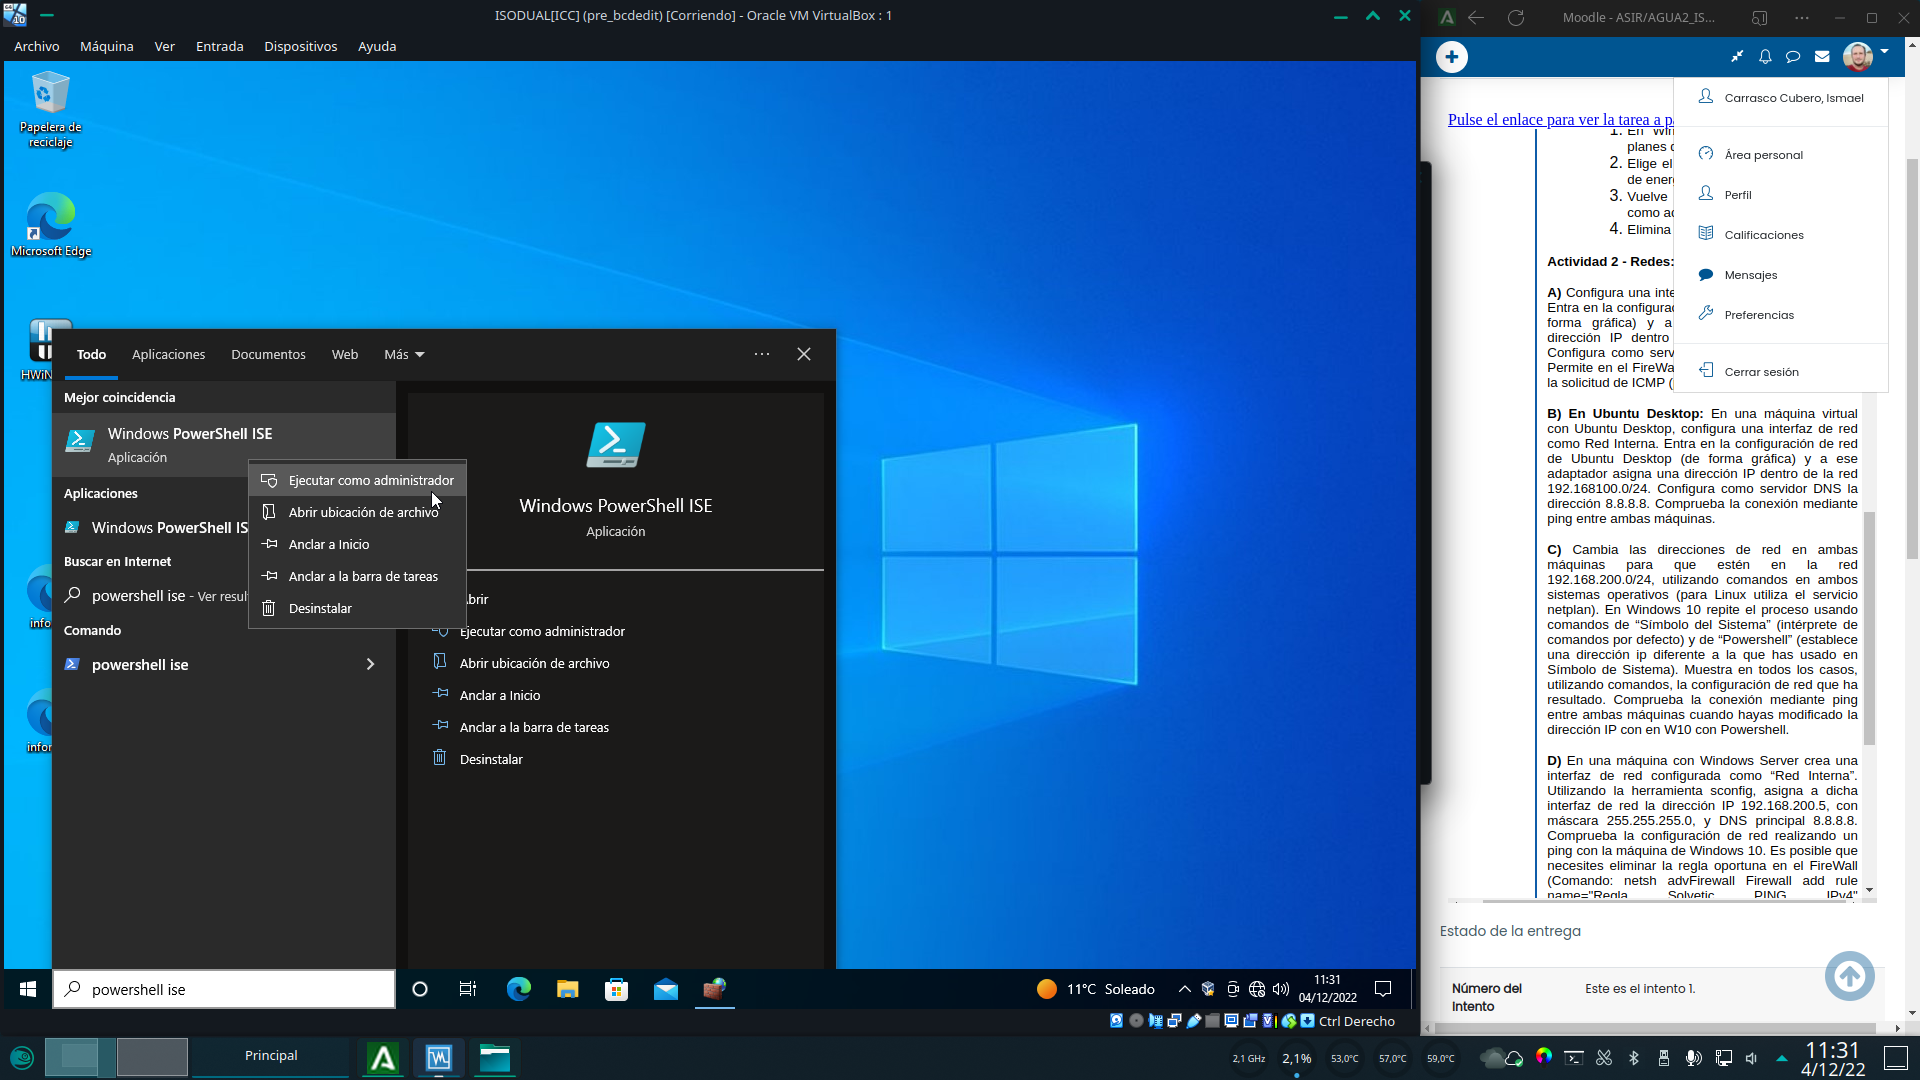 ISODUAL[ICC] (pre_bcdedit) [Corriendo] - Oracle VM VirtualBox : 1
Archivo Máquina Ver Entrada Dispositivos Ayuda
Papelera de
reciclaje
Microsoft Edge
Todo Aplicaciones Documentos Web Más
Mejor coincidencia
Windows PowerShell ISE
Aplicación
Aplicaciones
Windows PowerShell IS
Buscar en Internet
powershell ise - Ver resul
Comando
powershell ise
Ejecutar como administrador
Abrir ubicación de archivo
Anclar a Inicio
Anclar a la barra de tareas
Desinstalar
Windows PowerShell ISE
Aplicación
brir
Ejecutar como administrador
Abrir ubicación de archivo
Anclar a Inicio
Anclar a la barra de tareas
Desinstalar
powershell ise
11°C Soleado
11:31
04/12/2022
Ctrl Derecho
Moodle - ASIR/AGUA2_IS...
Carrasco Cubero, Ismael
Área personal
Perfil
Calificaciones
Mensajes
Preferencias
Cerrar sesión
Pulse el enlace para ver la tarea a pa
1. En Win
planes d
2. Elige el
de ener
3. Vuelve
como ad
4. Elimina
Actividad 2 - Redes:
A) Configura una inte
Entra en la configurac
forma gráfica) y a
dirección IP dentro
Configura como serv
Permite en el FireWa
la solicitud de ICMP (
B) En Ubuntu Desktop: En una máquina virtual
con Ubuntu Desktop, configura una interfaz de red
como Red Interna. Entra en la configuración de red
de Ubuntu Desktop (de forma gráfica) y a ese
adaptador asigna una dirección IP dentro de la red
192.168100.0/24. Configura como servidor DNS la
dirección 8.8.8.8. Comprueba la conexión mediante
ping entre ambas máquinas.
C) Cambia las direcciones de red en ambas
máquinas para que estén en la red
192.168.200.0/24, utilizando comandos en ambos
sistemas operativos (para Linux utiliza el servicio
netplan). En Windows 10 repite el proceso usando
comandos de “Símbolo del Sistema” (intérprete de
comandos por defecto) y de “Powershell” (establece
una dirección ip diferente a la que has usado en
Símbolo de Sistema). Muestra en todos los casos,
utilizando comandos, la configuración de red que ha
resultado. Comprueba la conexión mediante ping
entre ambas máquinas cuando hayas modificado la
dirección IP con en W10 con Powershell.
D) En una máquina con Windows Server crea una
interfaz de red configurada como “Red Interna”.
Utilizando la herramienta sconfig, asigna a dicha
interfaz de red la dirección IP 192.168.200.5, con
máscara 255.255.255.0, y DNS principal 8.8.8.8.
Comprueba la configuración de red realizando un
ping con la máquina de Windows 10. Es posible que
necesites eliminar la regla oportuna en el FireWall
(Comando: netsh advFirewall Firewall add rule
name="Regla Solvetic PING IPv4"
Estado de la entrega
Número del
intento
Este es el intento 1.
Principal
2,1 GHz 2,1% 53,0°C 57,0°C 59,0°C
11:31
4/12/22